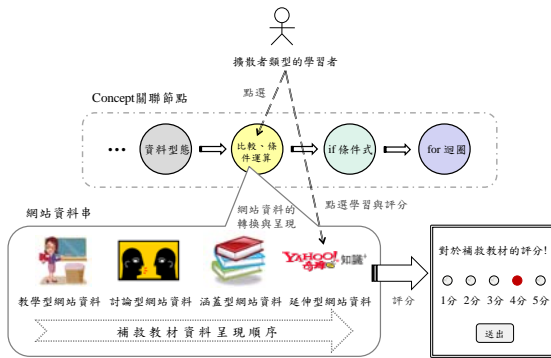 擴散者類型的學習者
點選
Concept關聯節點
•••
資料型態
比較、條
件運算
if 條件式
for 迴圈
網站資料串
網站資料的
轉換與呈現
點選學習與評分
YAHOO!
奇摩
知識+
教學型網站資料
討論型網站資料
涵蓋型網站資料
延伸型網站資料
補救教材資料呈現順序
評分
對於補救教材的評分!
1分 2分 3分 4分 5分
送出